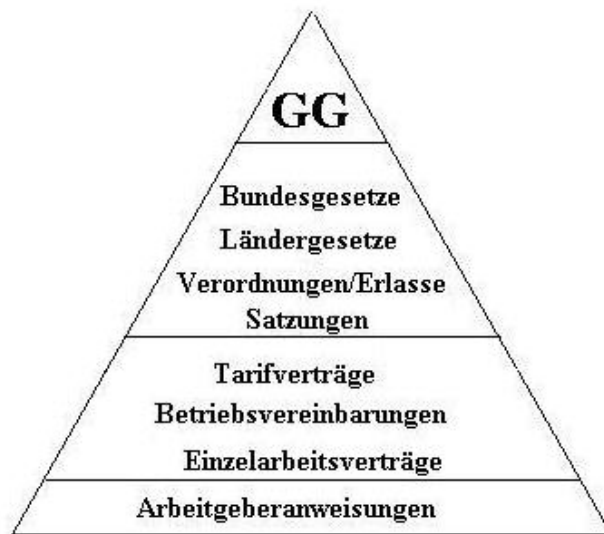 GG
Bundesgesetze
Ländergesetze
Verordnungen/Erlasse
Satzungen
Tarifverträge
Betriebsvereinbarungen
Einzelarbeitsverträge
Arbeitgeberanweisungen